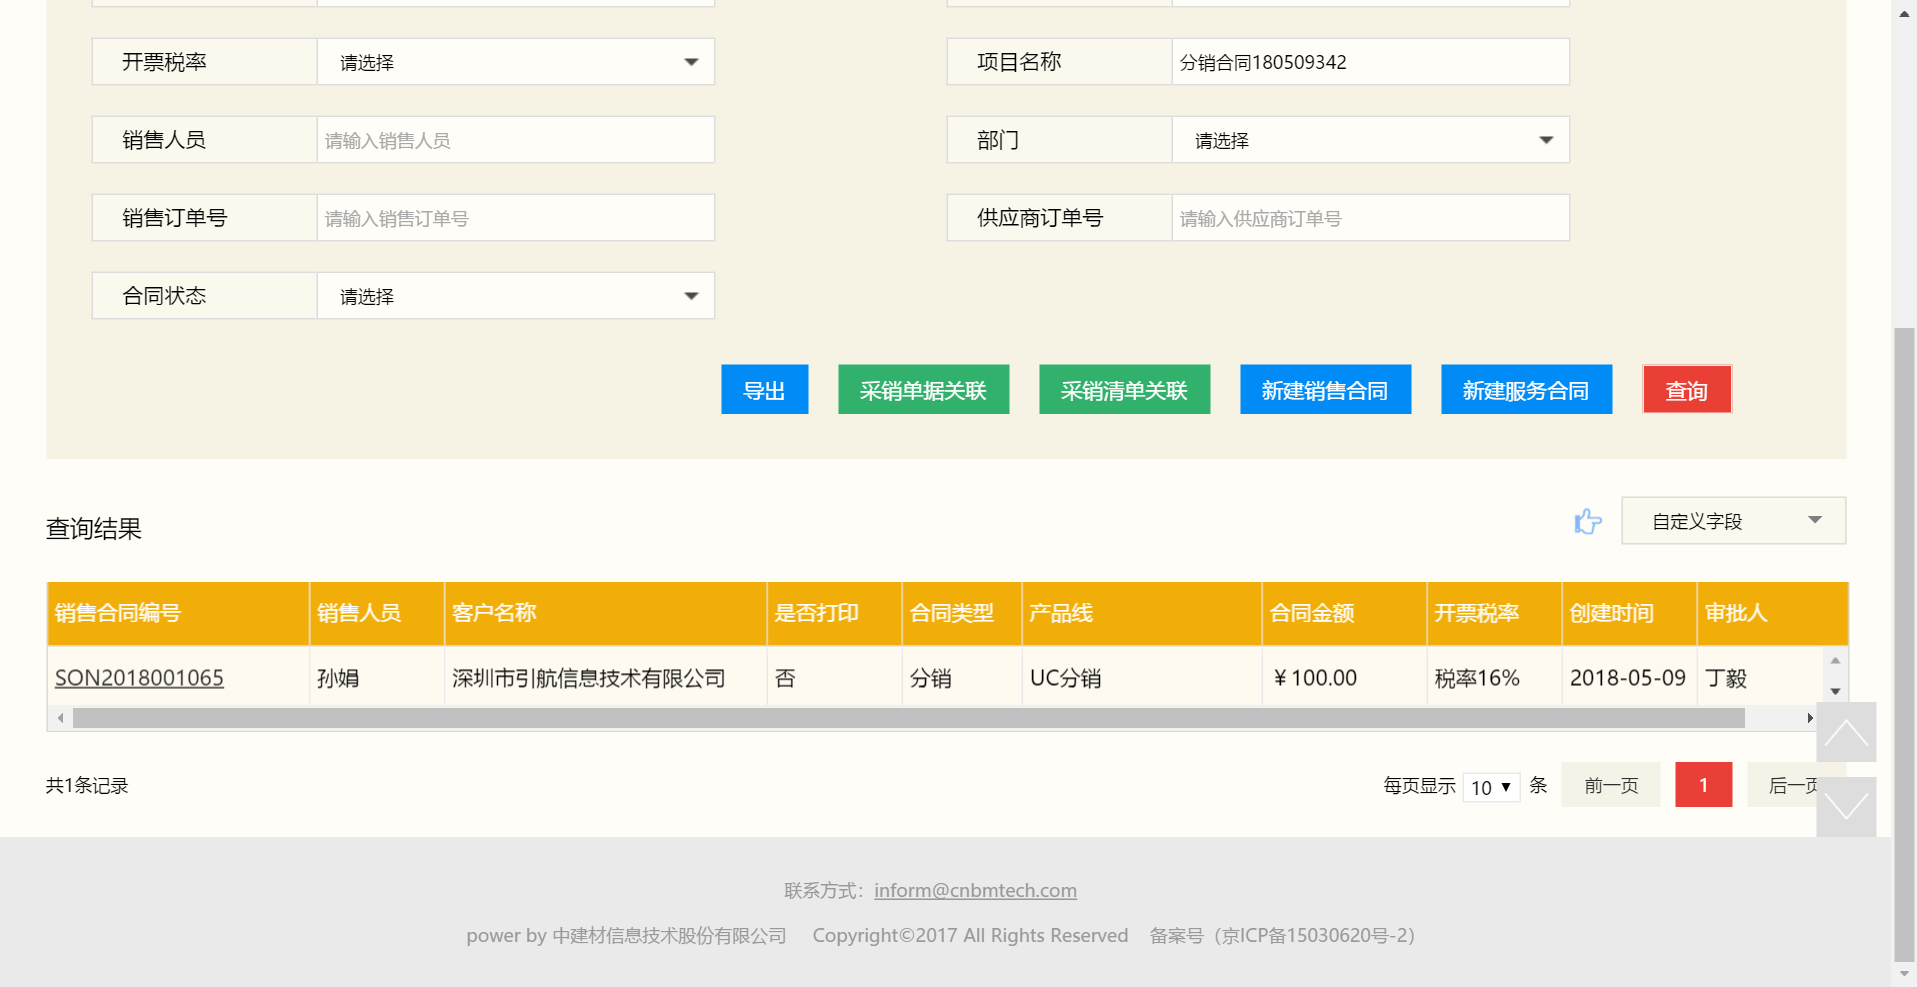 开票税率 请选择 项目名称 分销合同180509342
销售人员 请输入销售人员 部门 请选择
销售订单号 请输入销售订单号 供应商订单号 请输入供应商订单号
合同状态 请选择
导出 采销单据关联 采销清单关联 新建销售合同 新建服务合同 查询
查询结果 自定义字段
销售合同编号 销售人员 客户名称 是否打印 合同类型 产品线 合同金额 开票税率 创建时间 审批人
SON2018001065 孙娟 深圳市引航信息技术有限公司 否 分销 UC分销 ￥100.00 税率16% 2018-05-09 丁毅
共1条记录 每页显示 10 条 前一页 1 后一页
联系方式：inform@cnbmtech.com
power by 中建材信息技术股份有限公司 Copyright©2017 All Rights Reserved 备案号（京ICP备15030620号-2）